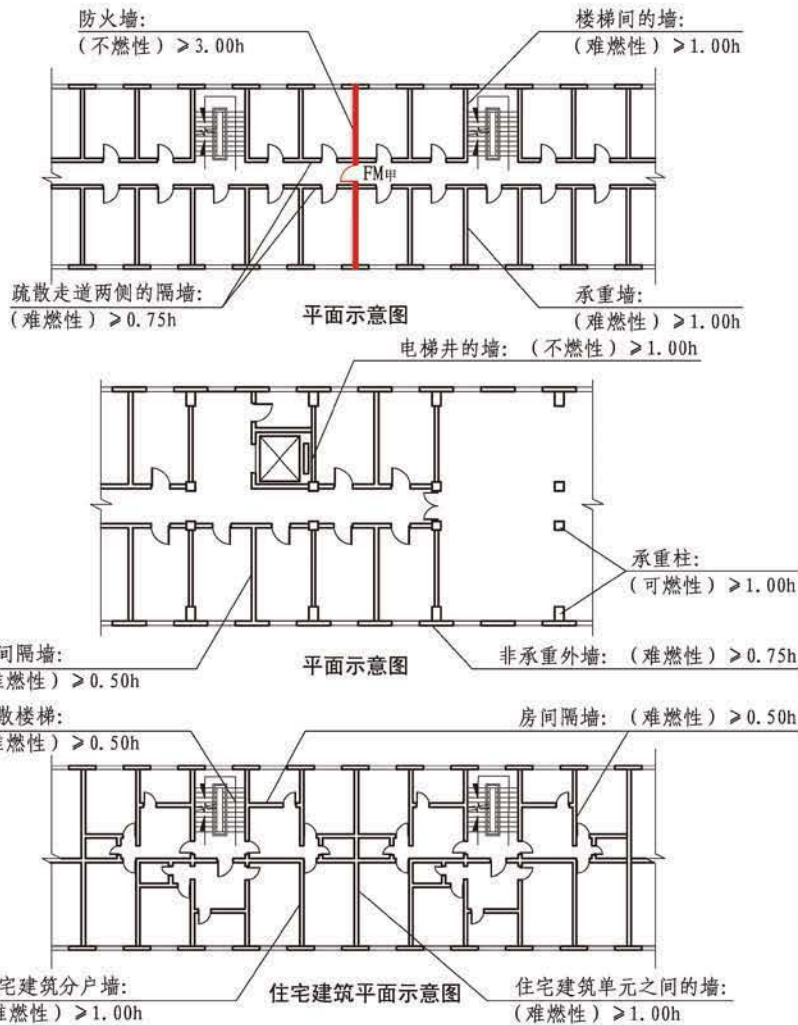 防火墙:
(不燃性)≥3.00h
楼梯间的墙:
(难燃性)≥1.00h
FM甲
疏散走道两侧的隔墙:
(难燃性)≥0.75h
平面示意图
承重墙:
(难燃性)≥1.00h
电梯井的墙: (不燃性)≥1.00h
承重柱:
(可燃性)≥1.00h
间隔墙:
燃性)≥0.50h
平面示意图
非承重外墙: (难燃性)≥0.75h
散楼梯:
燃性)≥0.50h
房间隔墙: (难燃性)≥0.50h
宅建筑分户墙:
燃性)≥1.00h
住宅建筑平面示意图
住宅建筑单元之间的墙:
(难燃性)≥1.00h